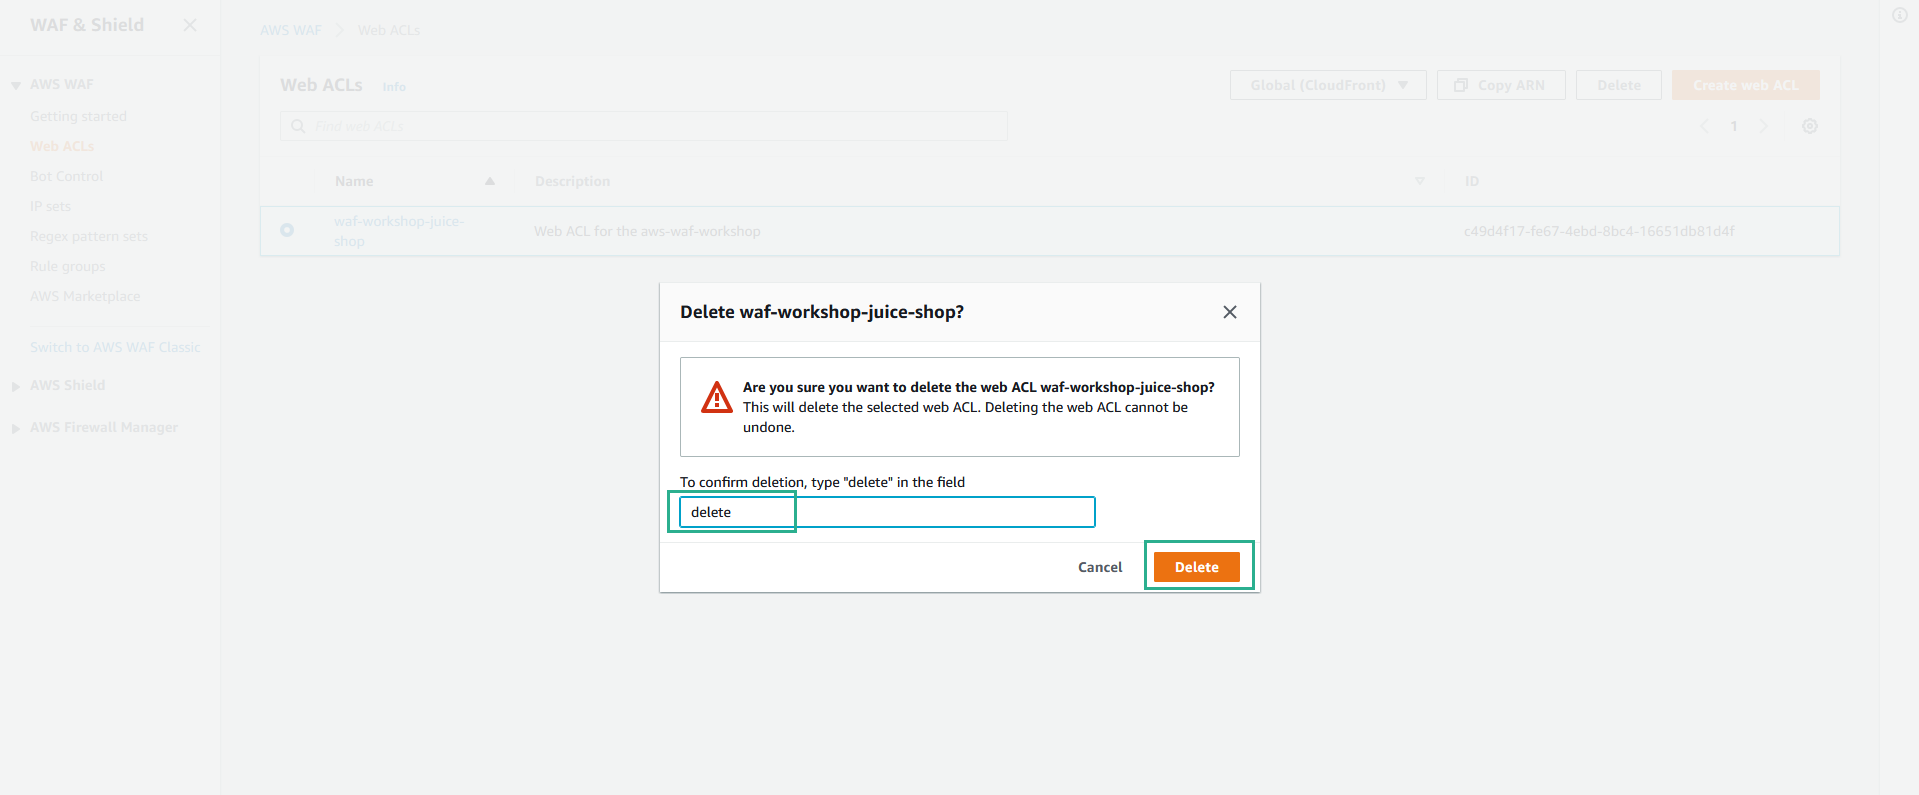 WAF & Shield
AWS WAF
Getting started
Web ACLs
Bot Control
IP sets
Regex pattern sets
Rule groups
AWS Marketplace
Switch to AWS WAF Classic
AWS Shield
AWS Firewall Manager
AWS WAF > Web ACLs
Web ACLs Info
Global (CloudFront)
Copy ARN
Delete
Create web ACL
Find web ACLs
1
Name Description ID
waf-workshop-juice-
shop
Web ACL for the aws-waf-workshop
c49d4f17-fe67-4ebd-8bc4-16651db81d4f
Delete waf-workshop-juice-shop?
Are you sure you want to delete the web ACL waf-workshop-juice-shop?
This will delete the selected web ACL. Deleting the web ACL cannot be
undone.
To confirm deletion, type "delete" in the field
delete
Cancel
Delete